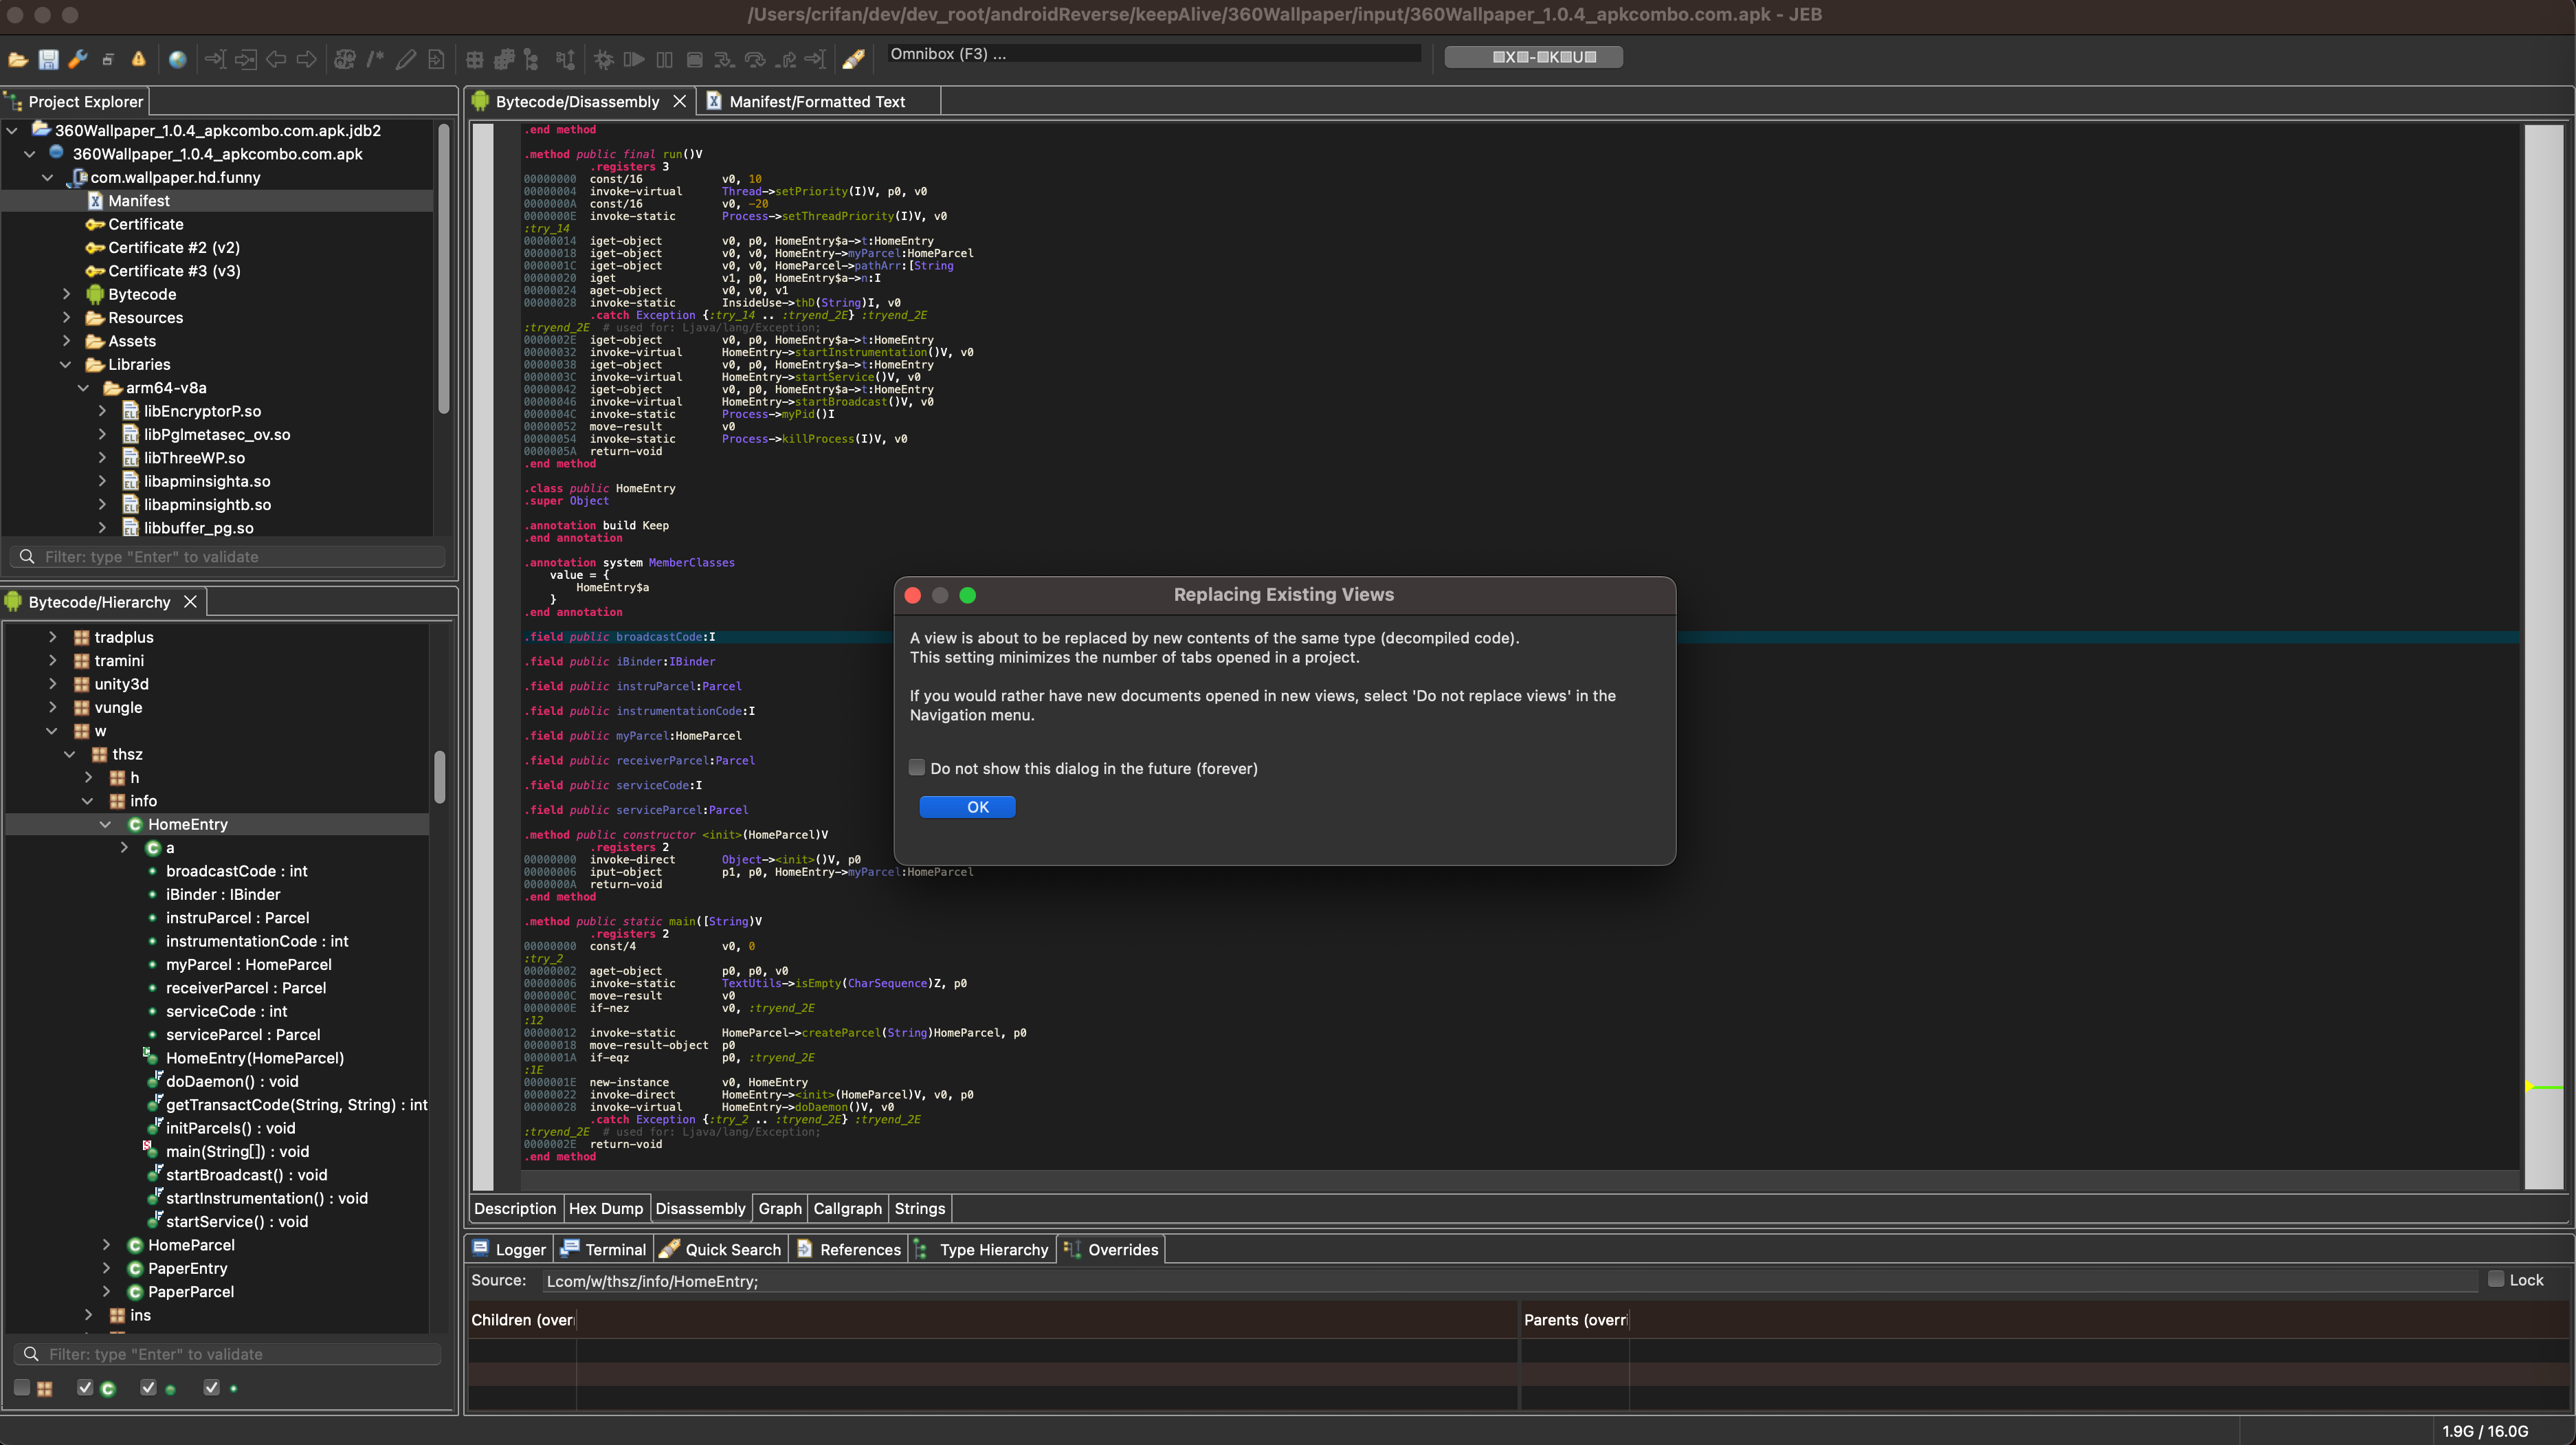 /Users/crifan/dev/dev_root/androidReverse/keepAlive/360Wallpaper/input/360Wallpaper_1.0.4_apkcombo.com.apk - JEB
Omnibox (F3) ...
Project Explorer
360Wallpaper_1.0.4_apkcombo.com.apk.jdb2
360Wallpaper_1.0.4_apkcombo.com.apk
com.wallpaper.hd.funny
Manifest
Certificate
Certificate #2 (v2)
Certificate #3 (v3)
Bytecode
Resources
Assets
Libraries
arm64-v8a
libEncryptorP.so
libPglmetasec_ov.so
libThreeWP.so
libapminsighta.so
libapminsightb.so
libbuffer_pg.so
Filter: type "Enter" to validate
Bytecode/Hierarchy
tradplus
tramini
unity3d
vungle
w
thsz
h
info
HomeEntry
a
broadcastCode : int
iBinder : IBinder
instruParcel : Parcel
instrumentationCode : int
myParcel : HomeParcel
receiverParcel : Parcel
serviceCode : int
serviceParcel : Parcel
HomeEntry(HomeParcel)
doDaemon() : void
getTransactCode(String, String) : int
initParcels() : void
main(String[]) : void
startBroadcast() : void
startInstrumentation() : void
startService() : void
HomeParcel
PaperEntry
PaperParcel
ins
Filter: type "Enter" to validate
Bytecode/Disassembly
Manifest/Formatted Text
.end method
.method public final run()V
.registers 3
00000000 const/16 v0, 10
00000004 invoke-virtual Thread->setPriority(I)V, p0, v0
0000000A const/16 v0, -20
0000000E invoke-static Process->setThreadPriority(I)V, v0
:try_14
00000014 iget-object v0, p0, HomeEntry$a->t:HomeEntry
00000018 iget-object v0, v0, HomeEntry->myParcel:HomeParcel
0000001C iget-object v0, v0, HomeParcel->pathArr:[String
00000020 iget v1, p0, HomeEntry$a->n:I
00000024 aget-object v0, v0, v1
00000028 invoke-static InsideUse->thD(String)I, v0
.catch Exception {:try_14 .. :tryend_2E} :tryend_2E
:tryend_2E # used for: Ljava/lang/Exception;
0000002E iget-object v0, p0, HomeEntry$a->t:HomeEntry
00000032 invoke-virtual HomeEntry->startInstrumentation()V, v0
00000038 iget-object v0, p0, HomeEntry$a->t:HomeEntry
0000003C invoke-virtual HomeEntry->startService()V, v0
00000042 iget-object v0, p0, HomeEntry$a->t:HomeEntry
00000046 invoke-virtual HomeEntry->startBroadcast()V, v0
0000004C invoke-static Process->myPid()I
00000052 move-result v0
00000054 invoke-static Process->killProcess(I)V, v0
0000005A return-void
.end method
.class public HomeEntry
.super Object
.annotation build Keep
.end annotation
.annotation system MemberClasses
value = {
HomeEntry$a
}
.end annotation
.field public broadcastCode:I
.field public iBinder:IBinder
.field public instruParcel:Parcel
.field public instrumentationCode:I
.field public myParcel:HomeParcel
.field public receiverParcel:Parcel
.field public serviceCode:I
.field public serviceParcel:Parcel
.method public constructor <init>(HomeParcel)V
.registers 2
00000000 invoke-direct Object-><init>()V, p0
00000006 iput-object p1, p0, HomeEntry->myParcel:HomeParcel
0000000A return-void
.end method
.method public static main([String)V
.registers 2
00000000 const/4 v0, 0
:try_2
00000002 aget-object p0, p0, v0
00000006 invoke-static TextUtils->isEmpty(CharSequence)Z, p0
0000000C move-result v0
0000000E if-nez v0, :tryend_2E
:12
00000012 invoke-static HomeParcel->createParcel(String)HomeParcel, p0
00000018 move-result-object p0
0000001A if-eqz p0, :tryend_2E
:1E
0000001E new-instance v0, HomeEntry
00000022 invoke-direct HomeEntry-><init>(HomeParcel)V, v0, p0
00000028 invoke-virtual HomeEntry->doDaemon()V, v0
.catch Exception {:try_2 .. :tryend_2E} :tryend_2E
:tryend_2E # used for: Ljava/lang/Exception;
0000002E return-void
.end method
Replacing Existing Views
A view is about to be replaced by new contents of the same type (decompiled code).
This setting minimizes the number of tabs opened in a project.
If you would rather have new documents opened in new views, select 'Do not replace views' in the
Navigation menu.
Do not show this dialog in the future (forever)
OK
Description Hex Dump Disassembly Graph Callgraph Strings
Logger Terminal Quick Search References Type Hierarchy Overrides
Source: Lcom/w/thsz/info/HomeEntry; Lock
Children (over Parents (overr
1.9G / 16.0G